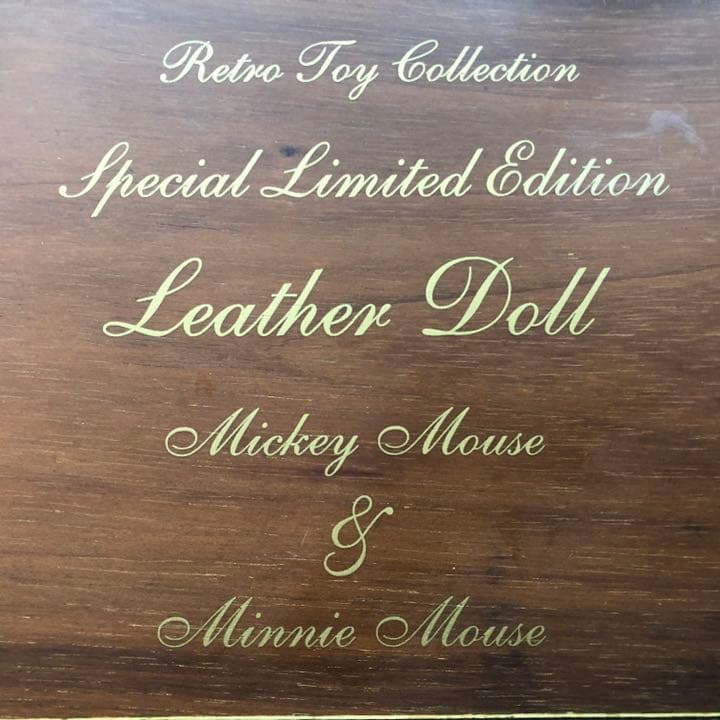 Retro Toy Collection
Special Limited Edition
Leather Doll
Mickey Mouse
&
Minnie Mouse